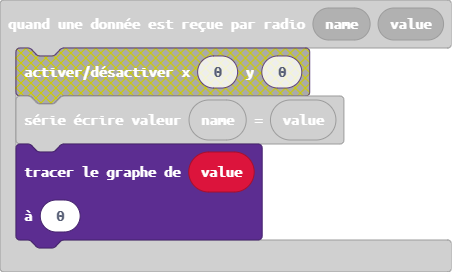 quand une donnée est reçue par radio name value
activer/désactiver x 0 y 0
série écrire valeur name = value
tracer le graphe de value
à 0